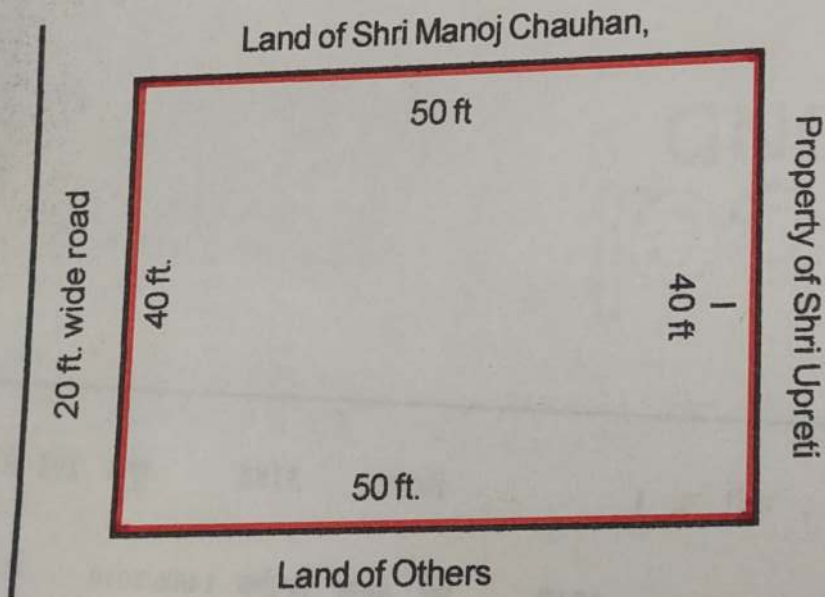 Land of Shri Manoj Chauhan,
50 ft
20 ft. wide road
40 ft.
40 ft
Property of Shri Upreti
50 ft.
Land of Others